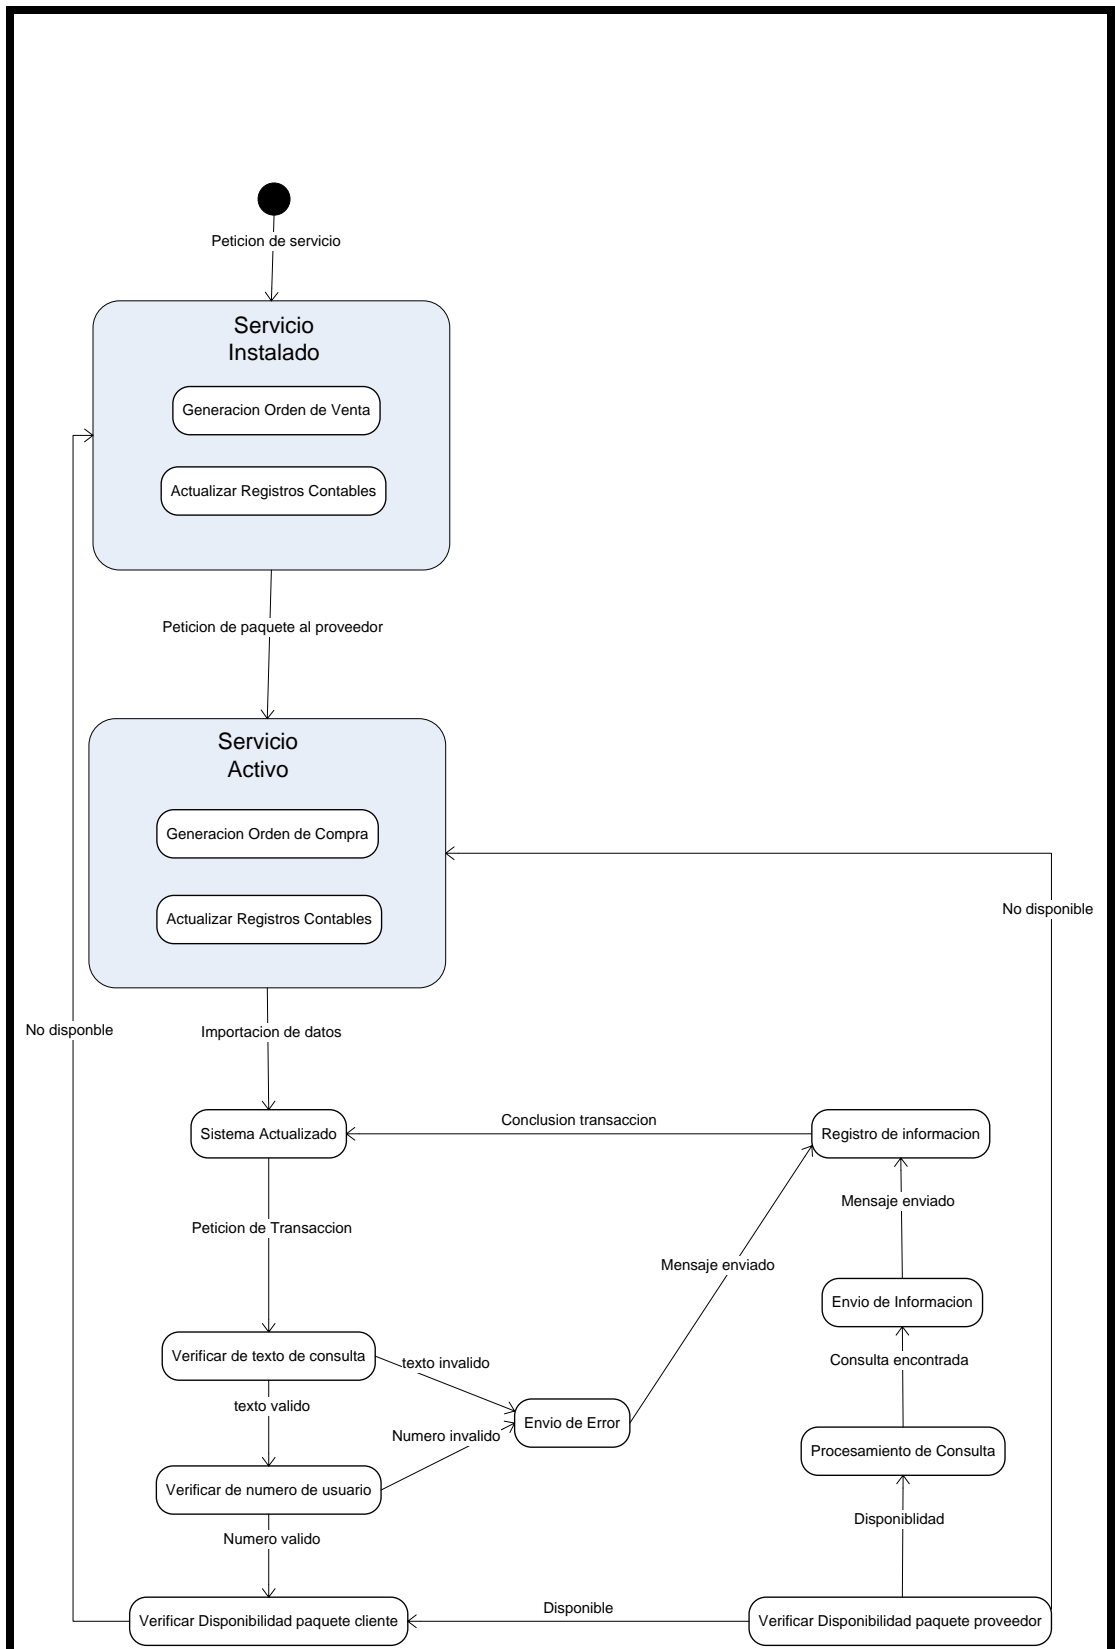 Peticion de servicio
Servicio
Instalado
Generacion Orden de Venta
Actualizar Registros Contables
Peticion de paquete al proveedor
Servicio
Activo
Generacion Orden de Compra
Actualizar Registros Contables
No disponible
Importacion de datos
No disponble
Sistema Actualizado
Conclusion transaccion
Registro de informacion
Mensaje enviado
Peticion de Transaccion
Mensaje enviado
Envio de Informacion
Verificar de texto de consulta
texto invalido
Consulta encontrada
texto valido
Envio de Error
Numero invalido
Procesamiento de Consulta
Verificar de numero de usuario
Disponiblidad
Numero valido
Verificar Disponibilidad paquete cliente
Disponible
Verificar Disponibilidad paquete proveedor